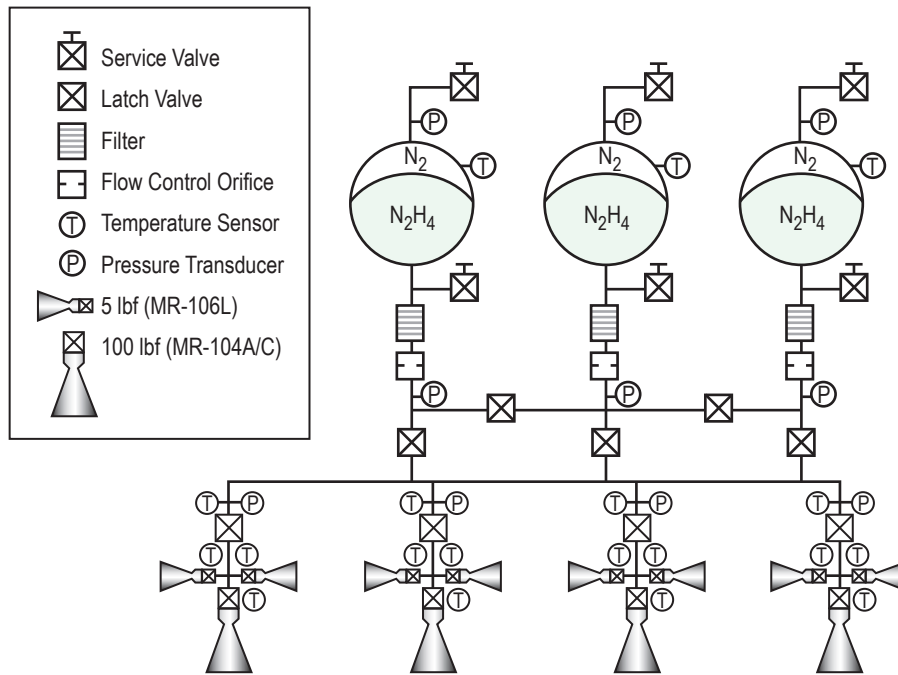 Service Valve
Latch Valve
Filter
Flow Control Orifice
T Temperature Sensor
P Pressure Transducer
5 lbf (MR-106L)
100 lbf (MR-104A/C)
P P P
N2 N2 N2
T T T
N2H4 N2H4 N2H4
P P P
T P T P T P T P
T T T T T T T T
T T T T